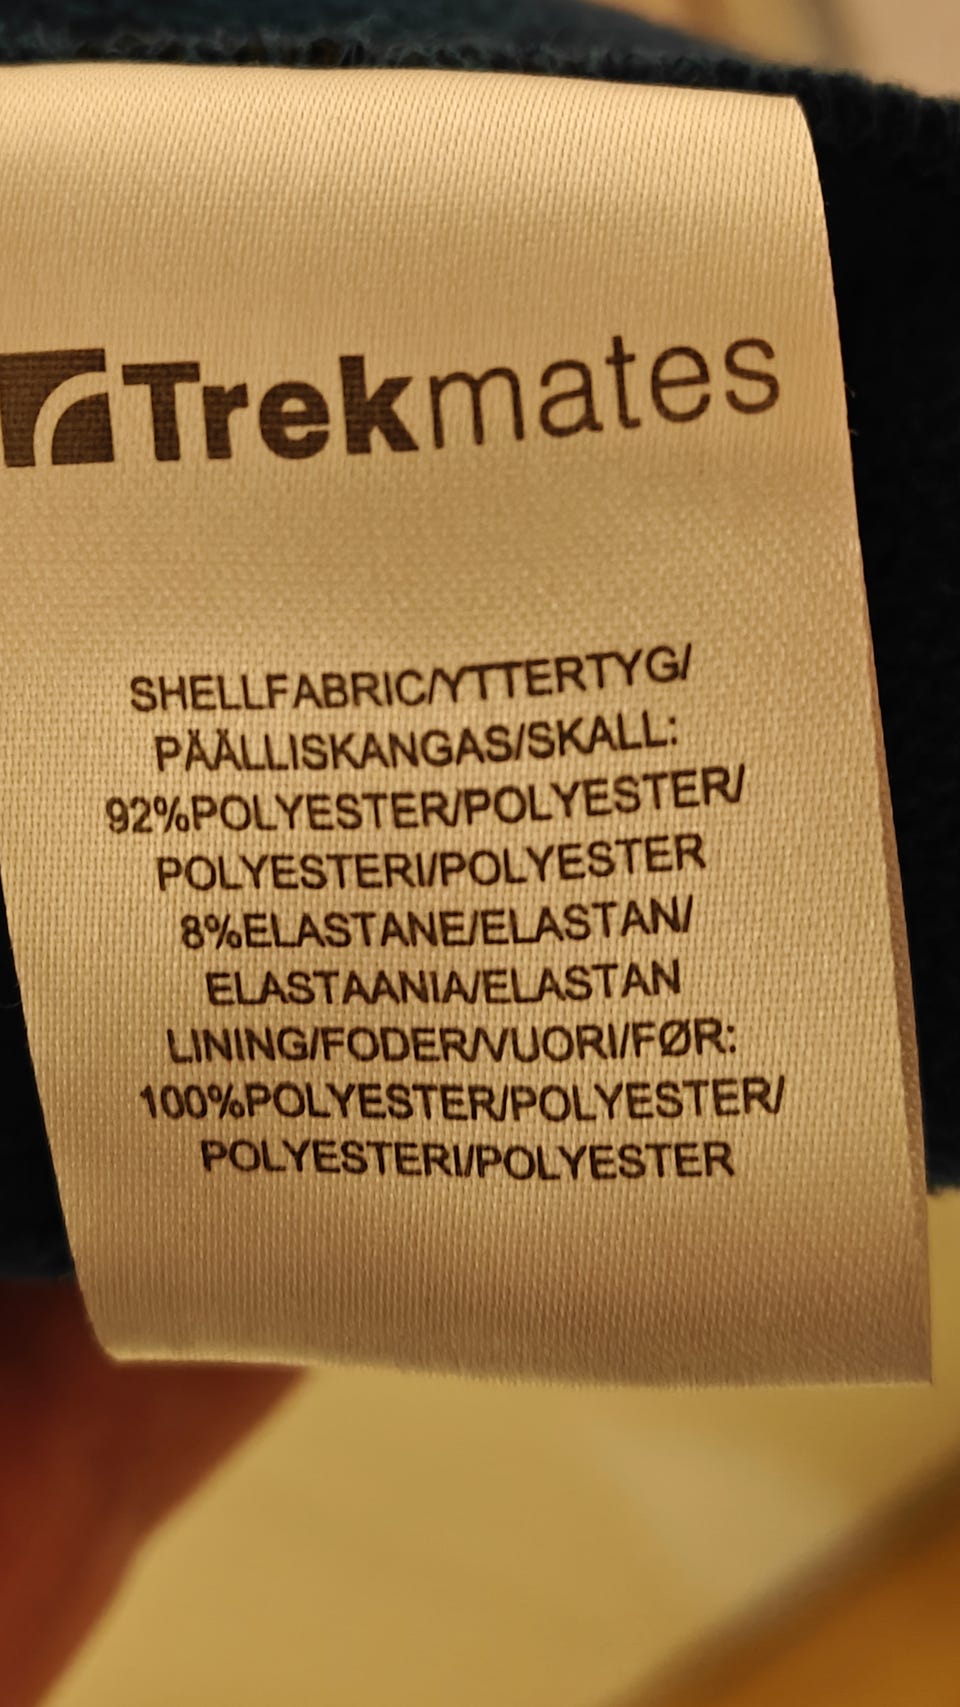 Trekmates
SHELLFABRIC/YTTERTYG/
PÄÄLLISKANGAS/SKALL:
92%POLYESTER/POLYESTER/
POLYESTERI/POLYESTER
8%ELASTANE/ELASTAN/
ELASTAANIA/ELASTAN
LINING/FODER/VUORI/FØR:
100%POLYESTER/POLYESTER/
POLYESTERI/POLYESTER